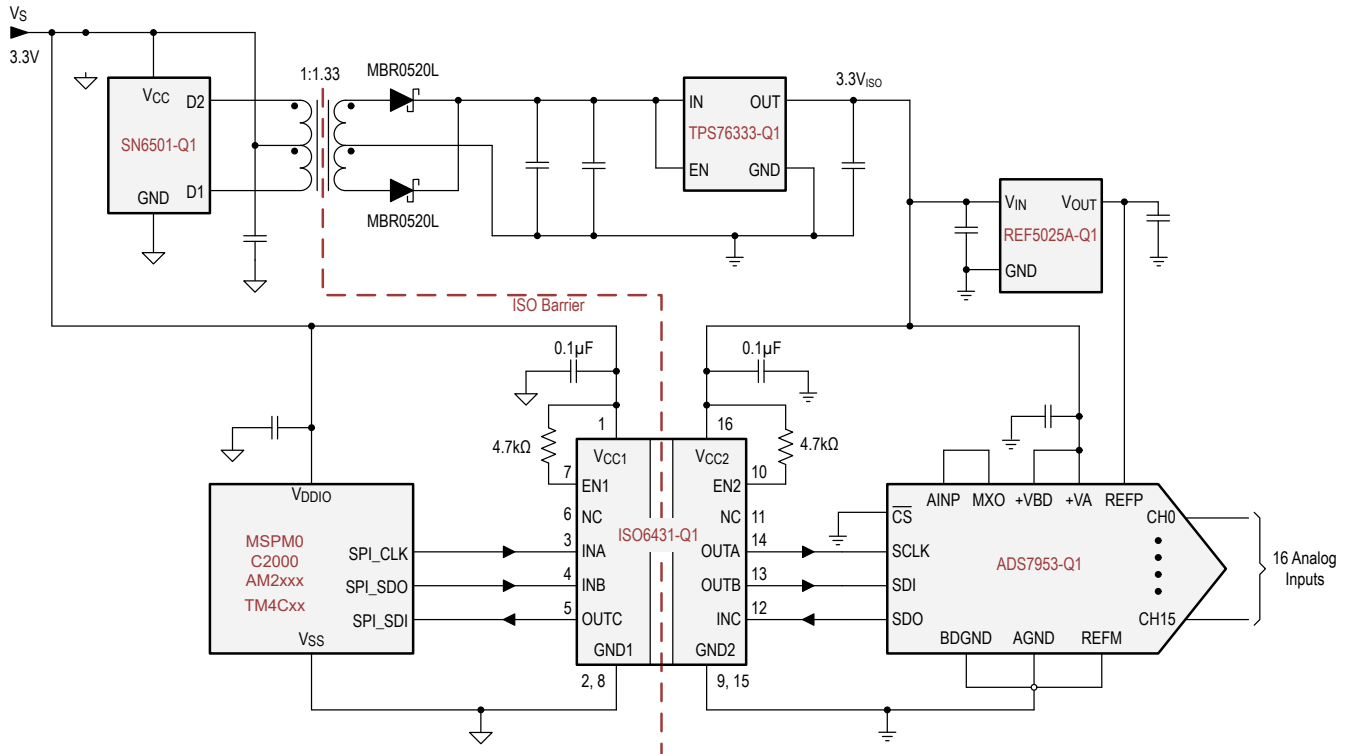 VS
3.3V
1:1.33
MBR0520L
VCC
D2
SN6501-Q1
GND
D1
MBR0520L
IN
OUT
TPS76333-Q1
EN
GND
3.3VISO
VIN
VOUT
REF5025A-Q1
GND
ISO Barrier
0.1µF
0.1µF
4.7kΩ
1
16
4.7kΩ
VDDIO
MSPM0
C2000
AM2xxx
TM4Cxx
SPI_CLK
SPI_SDO
SPI_SDI
VSS
VCC1
VCC2
7
EN1
EN2
10
6
NC
NC
11
ISO6431-Q1
3
INA
OUTA
14
4
INB
OUTB
13
5
OUTC
INC
12
GND1
GND2
2, 8
9, 15
AINP
MXO
+VBD
+VA
REFP
CS
CH0
SCLK
ADS7953-Q1
SDI
SDO
CH15
BDGND
AGND
REFM
16 Analog
Inputs